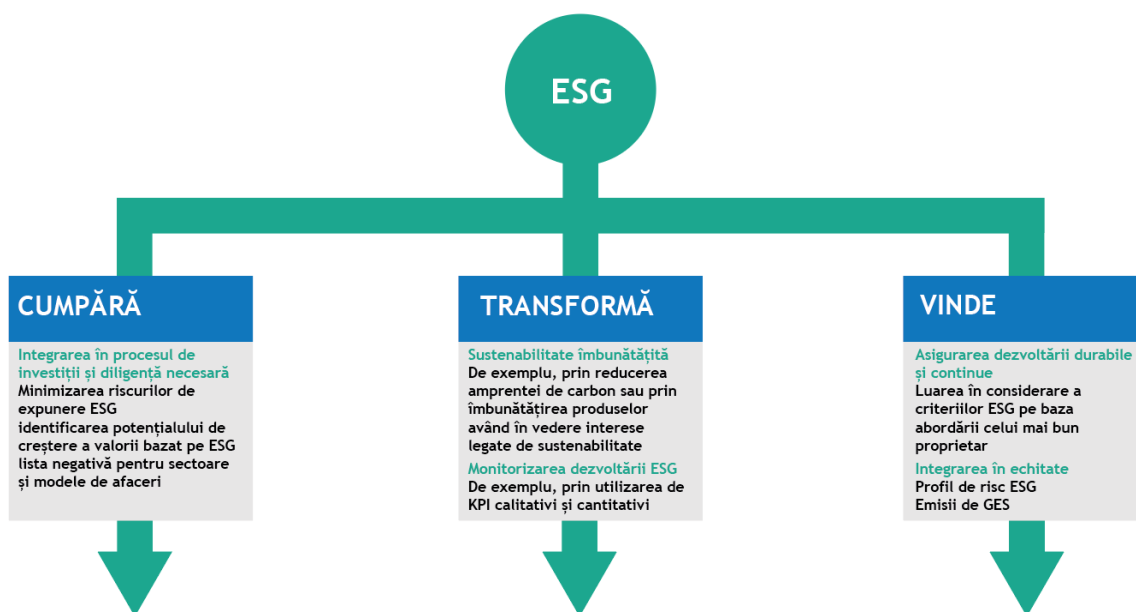 ESG
CUMPĂRĂ
Integrarea în procesul de
investiții și diligență necesară
Minimizarea riscurilor de
expunere ESG
identificarea potențialului de
creștere a valorii bazat pe ESG
lista negativă pentru sectoare
și modele de afaceri
TRANSFORMĂ
Sustenabilitate îmbunătățită
De exemplu, prin reducerea
amprentei de carbon sau prin
îmbunătățirea produselor
având în vedere interese
legate de sustenabilitate
Monitorizarea dezvoltării ESG
De exemplu, prin utilizarea de
KPI calitativi și cantitativi
VINDE
Asigurarea dezvoltării durabile
și continue
Luarea în considerare a
criteriilor ESG pe baza
abordării celui mai bun
proprietar
Integrarea în echitate
Profil de risc ESG
Emisii de GES